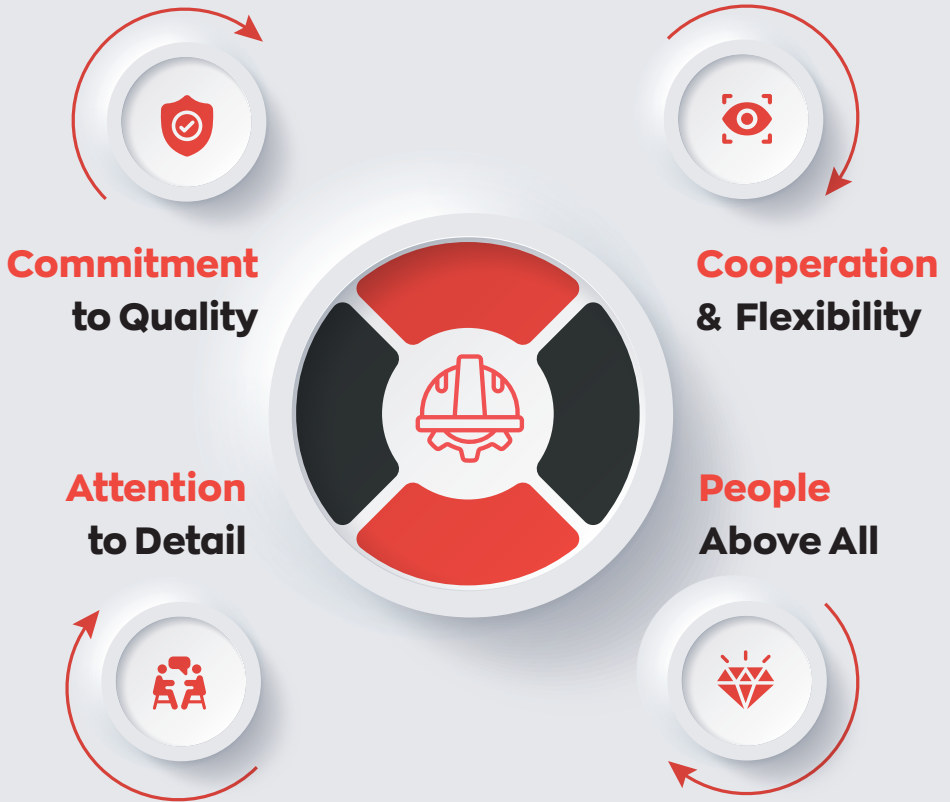 Commitment
to Quality
Cooperation
& Flexibility
Attention
to Detail
People
Above All